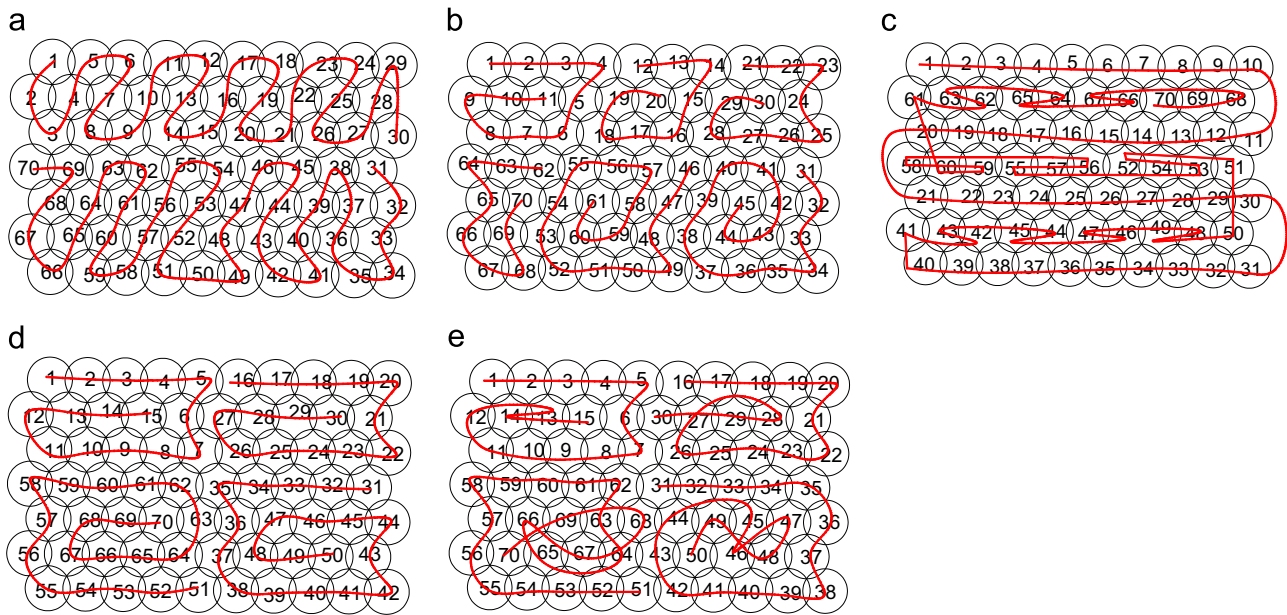 a
1 5 6 11 12 17 18 23 24 29
2 4 7 10 13 16 19 22 25 28
3 8 9 14 15 20 21 26 27 30
70 69 63 62 55 54 46 45 38 31
68 64 61 56 53 47 44 39 37 32
67 65 60 57 52 48 43 40 36 33
66 59 58 51 50 49 42 41 35 34
b
1 2 3 4 12 13 14 21 22 23
9 10 11 5 19 20 15 29 30 24
8 7 6 18 17 16 28 27 26 25
64 63 62 55 56 57 46 40 41 31
65 70 54 61 58 47 39 45 42 32
66 69 53 60 59 48 38 44 43 33
67 68 52 51 50 49 37 36 35 34
c
1 2 3 4 5 6 7 8 9 10
61 63 62 65 64 67 66 70 69 68
20 19 18 17 16 15 14 13 12 11
58 60 59 55 57 56 52 54 53 51
21 22 23 24 25 26 27 28 29 30
41 43 42 45 44 47 46 49 48 50
40 39 38 37 36 35 34 33 32 31
d
1 2 3 4 5 16 17 18 19 20
12 13 14 15 6 27 28 29 30 21
11 10 9 8 7 26 25 24 23 22
58 59 60 61 62 35 34 33 32 31
57 68 69 70 63 36 47 46 45 44
56 67 66 65 64 37 48 49 50 43
55 54 53 52 51 38 39 40 41 42
e
1 2 3 4 5 16 17 18 19 20
12 14 13 15 6 30 27 29 28 21
11 10 9 8 7 26 25 24 23 22
58 59 60 61 62 31 32 33 34 35
57 66 69 63 68 44 49 45 47 36
56 70 65 67 64 43 50 46 48 37
55 54 53 52 51 42 41 40 39 38